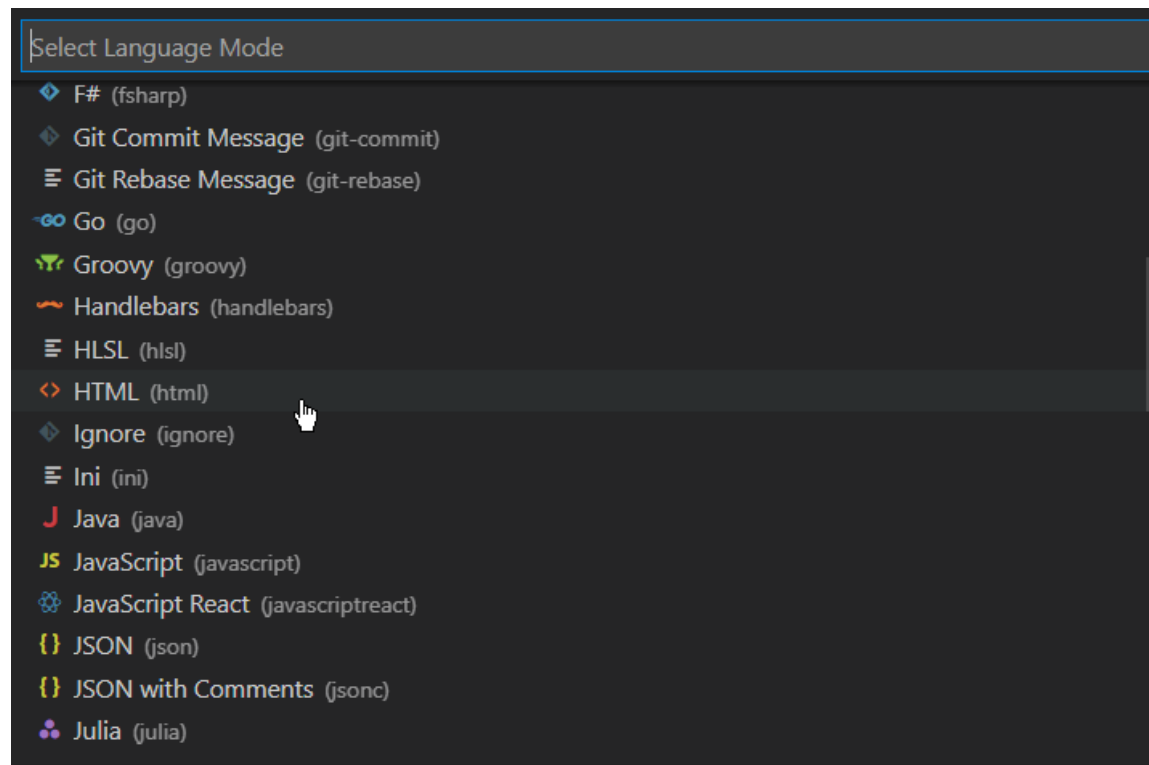 Select Language Mode
F# (fsharp)
Git Commit Message (git-commit)
Git Rebase Message (git-rebase)
GO Go (go)
Groovy (groovy)
Handlebars (handlebars)
HLSL (hlsl)
<> HTML (html)
Ignore (ignore)
Ini (ini)
J Java (java)
JS JavaScript (javascript)
JavaScript React (javascriptreact)
{} JSON (json)
{} JSON with Comments (jsonc)
Julia (julia)